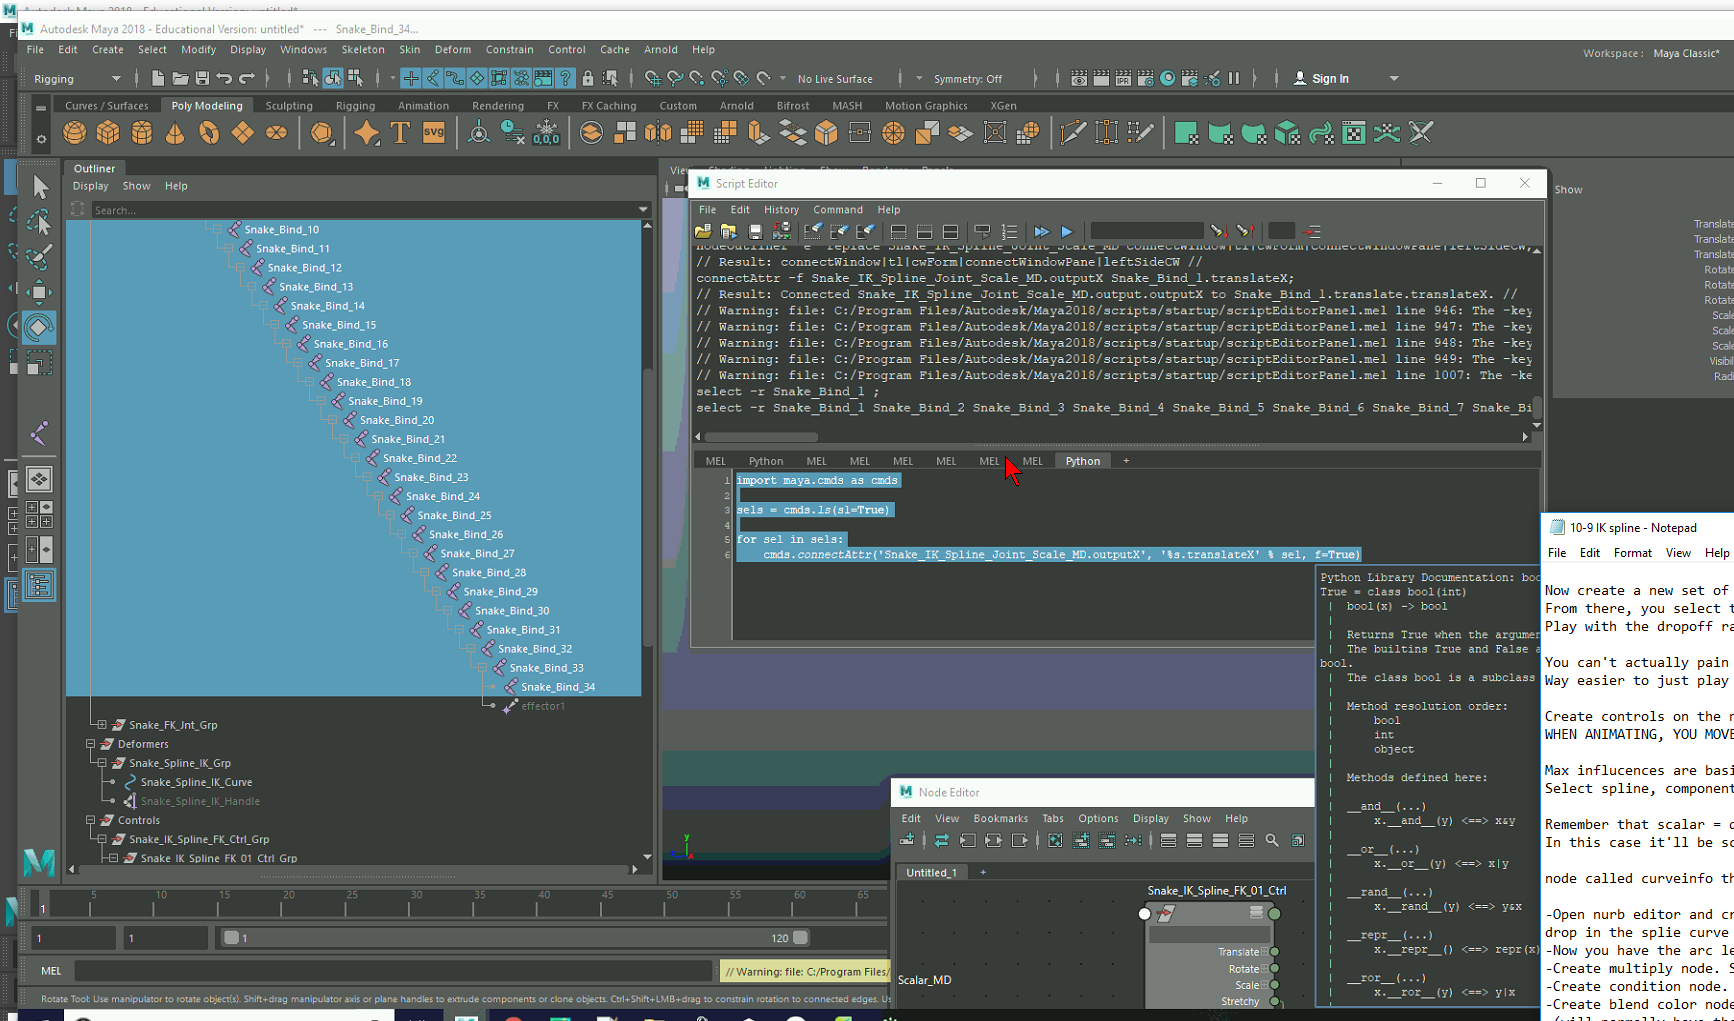 Autodesk Maya 2018 - Educational Version: untitled*
Autodesk Maya 2018 - Educational Version: untitled*   ---   Snake_Bind_34...
File Edit Create Select Modify Display Windows Skeleton Skin Deform Constrain Control Cache Arnold Help
Workspace : Maya Classic*
Rigging No Live Surface Symmetry: Off Sign In
Curves / Surfaces Poly Modeling Sculpting Rigging Animation Rendering FX FX Caching Custom Arnold Bifrost MASH Motion Graphics XGen
T SVG 0,0,0
Outliner
Display Show Help
Search...
Snake_Bind_10
Snake_Bind_11
Snake_Bind_12
Snake_Bind_13
Snake_Bind_14
Snake_Bind_15
Snake_Bind_16
Snake_Bind_17
Snake_Bind_18
Snake_Bind_19
Snake_Bind_20
Snake_Bind_21
Snake_Bind_22
Snake_Bind_23
Snake_Bind_24
Snake_Bind_25
Snake_Bind_26
Snake_Bind_27
Snake_Bind_28
Snake_Bind_29
Snake_Bind_30
Snake_Bind_31
Snake_Bind_32
Snake_Bind_33
Snake_Bind_34
effector1
Snake_FK_Jnt_Grp
Deformers
Snake_Spline_IK_Grp
Snake_Spline_IK_Curve
Snake_Spline_IK_Handle
Controls
Snake_IK_Spline_FK_Ctrl_Grp
Snake_IK_Spline_FK_01_Ctrl_Grp
Script Editor
File Edit History Command Help
// Result: connectWindow|tl|cwForm|connectWindowPane|leftSideCW //
connectAttr -f Snake_IK_Spline_Joint_Scale_MD.outputX Snake_Bind_1.translateX;
// Result: Connected Snake_IK_Spline_Joint_Scale_MD.output.outputX to Snake_Bind_1.translate.translateX. //
// Warning: file: C:/Program Files/Autodesk/Maya2018/scripts/startup/scriptEditorPanel.mel line 946: The -key
// Warning: file: C:/Program Files/Autodesk/Maya2018/scripts/startup/scriptEditorPanel.mel line 947: The -key
// Warning: file: C:/Program Files/Autodesk/Maya2018/scripts/startup/scriptEditorPanel.mel line 948: The -key
// Warning: file: C:/Program Files/Autodesk/Maya2018/scripts/startup/scriptEditorPanel.mel line 949: The -key
// Warning: file: C:/Program Files/Autodesk/Maya2018/scripts/startup/scriptEditorPanel.mel line 1007: The -ke
select -r Snake_Bind_1 ;
select -r Snake_Bind_1 Snake_Bind_2 Snake_Bind_3 Snake_Bind_4 Snake_Bind_5 Snake_Bind_6 Snake_Bind_7 Snake_Bi
MEL Python MEL MEL MEL MEL MEL MEL Python +
1 import maya.cmds as cmds
2
3 sels = cmds.ls(sl=True)
4
5 for sel in sels:
6 cmds.connectAttr('Snake_IK_Spline_Joint_Scale_MD.outputX', '%s.translateX' % sel, f=True)
Show
Translate
Translate
Translate
Rotate
Rotate
Rotate
Scale
Scale
Scale
Visibil
Radi
Python Library Documentation: boo
True = class bool(int)
| bool(x) -> bool
|
| Returns True when the argumen
| The builtins True and False a
bool.
| The class bool is a subclass
|
| Method resolution order:
| bool
| int
| object
|
| Methods defined here:
|
| __and__(...)
| x.__and__(y) <==> x&y
|
| __or__(...)
| x.__or__(y) <==> x|y
|
| __rand__(...)
| x.__rand__(y) <==> y&x
|
| __repr__(...)
| x.__repr__() <==> repr(x)
|
| __ror__(...)
| x.__ror__(y) <==> y|x
10-9 IK spline - Notepad
File Edit Format View Help
Now create a new set of
From there, you select t
Play with the dropoff ra
You can't actually pain
Way easier to just play
Create controls on the n
WHEN ANIMATING, YOU MOVE
Max influcences are basi
Select spline, component
Remember that scalar = c
In this case it'll be sc
node called curveinfo th
-Open nurb editor and cr
drop in the splie curve
-Now you have the arc le
-Create multiply node. S
-Create condition node.
-Create blend color node
Node Editor
File Edit View Bookmarks Tabs Options Display Show Help
Untitled_1 +
Snake_IK_Spline_FK_01_Ctrl
Translate
Rotate
Scale
Stretchy
Scalar_MD
5 10 15 20 25 30 35 40 45 50 55 60 65
1
1 1 1 120
MEL // Warning: file: C:/Program Files/
Rotate Tool: Use manipulator to rotate object(s). Shift+drag manipulator axis or plane handles to extrude components or clone objects. Ctrl+Shift+LMB+drag to constrain rotation to connected edges. Us